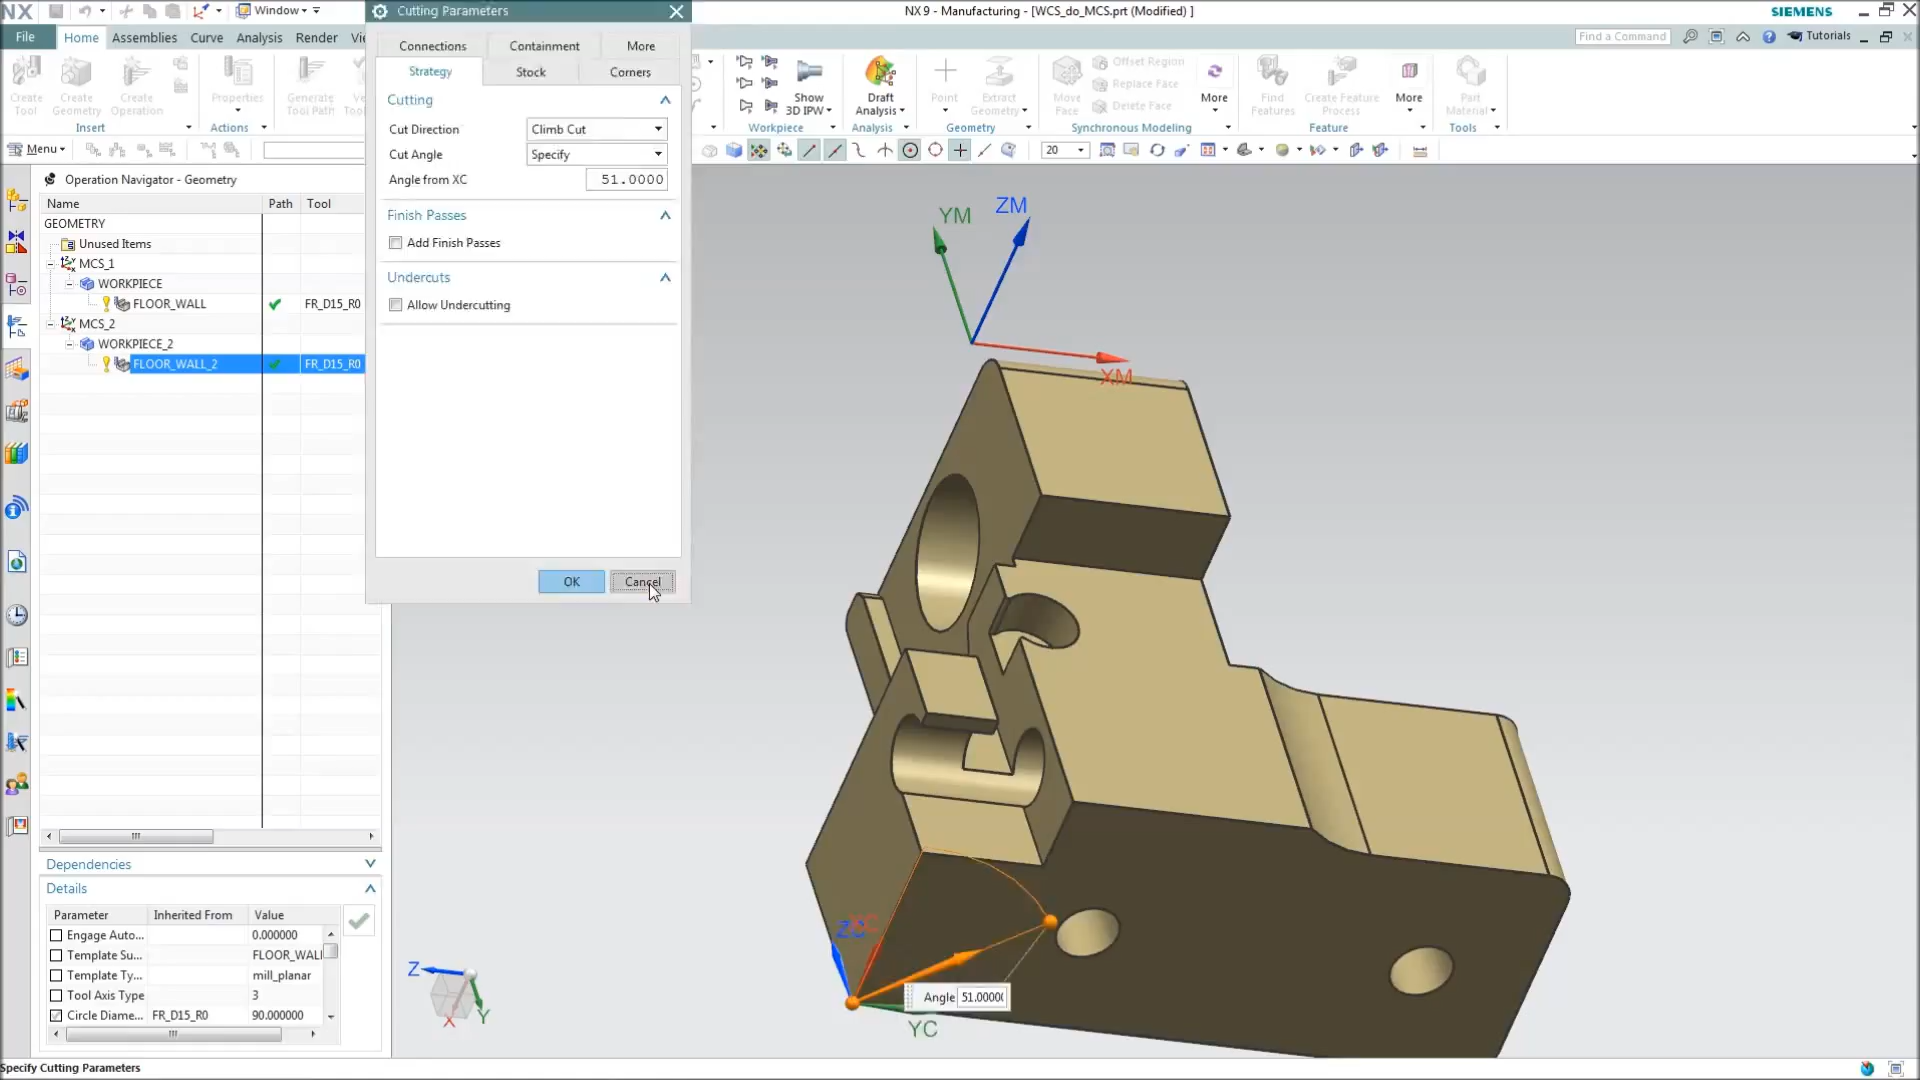 NX
Window
Cutting Parameters
NX 9 - Manufacturing - [WCS_do_MCS.prt (Modified) ]
SIEMENS
File
Home
Assemblies
Curve
Analysis
Render
Find a Command
Tutorials
Create Tool
Create Geometry
Create Operation
Properties
Generate Tool Path
Insert
Actions
Show 3D IPW
Draft Analysis
Point
Extract Geometry
Move Face
Offset Region
Replace Face
Delete Face
More
Find Features
Create Feature Process
More
Part Material
Workpiece
Analysis
Geometry
Synchronous Modeling
Feature
Tools
Menu
20
Connections
Containment
More
Strategy
Stock
Corners
Cutting
Cut Direction
Climb Cut
Cut Angle
Specify
Angle from XC
51.0000
Finish Passes
Add Finish Passes
Undercuts
Allow Undercutting
OK
Cancel
Operation Navigator - Geometry
Name
Path
Tool
GEOMETRY
Unused Items
MCS_1
WORKPIECE
FLOOR_WALL
FR_D15_R0
MCS_2
WORKPIECE_2
FLOOR_WALL_2
FR_D15_R0
Dependencies
Details
Parameter
Inherited From
Value
Engage Auto...
0.000000
Template Su...
FLOOR_WALL
Template Ty...
mill_planar
Tool Axis Type
3
Circle Diame...
FR_D15_R0
90.000000
YM
ZM
XM
ZC
XC
YC
Angle
Z
X
Y
Specify Cutting Parameters